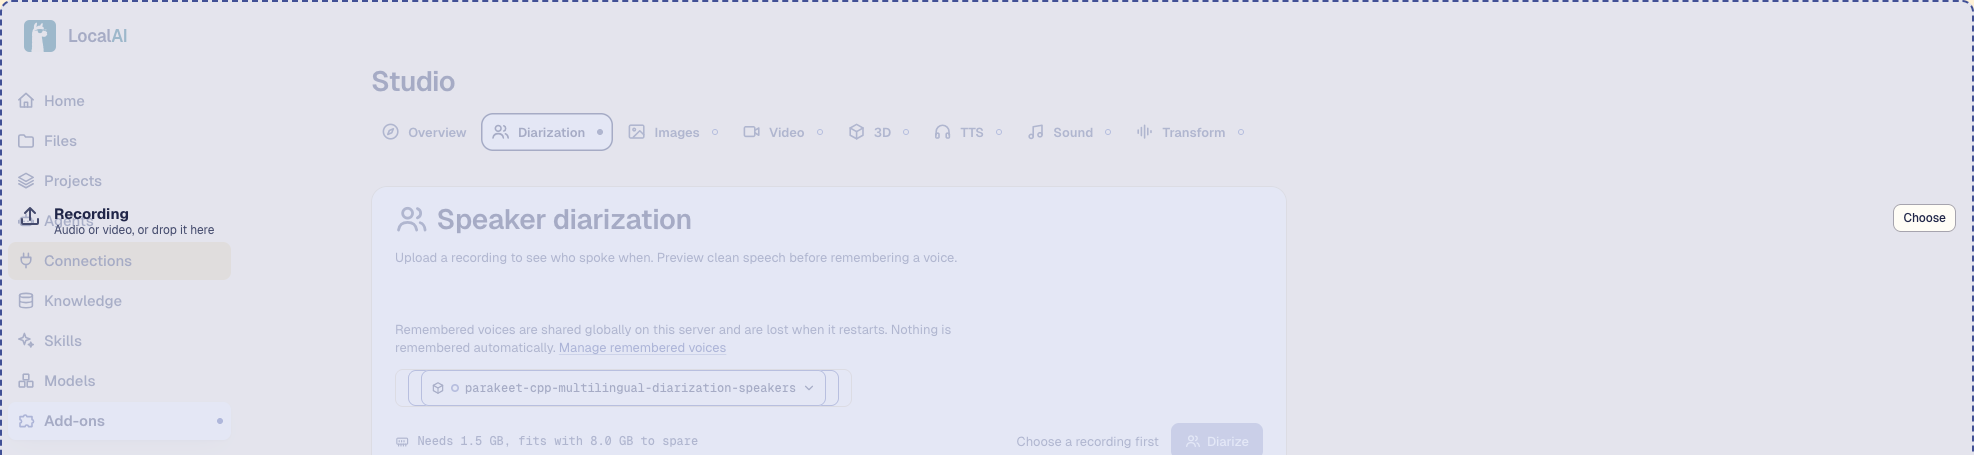 LocalAI
Studio
Home
Files
Projects
Agents
Recording
Audio or video, or drop it here
Connections
Knowledge
Skills
Models
Add-ons
Overview
Diarization
Images
Video
3D
TTS
Sound
Transform
Choose
Speaker diarization
Upload a recording to see who spoke when. Preview clean speech before remembering a voice.
Remembered voices are shared globally on this server and are lost when it restarts. Nothing is
remembered automatically. Manage remembered voices
parakeet-cpp-multilingual-diarization-speakers
Needs 1.5 GB, fits with 8.0 GB to spare
Choose a recording first
Diarize